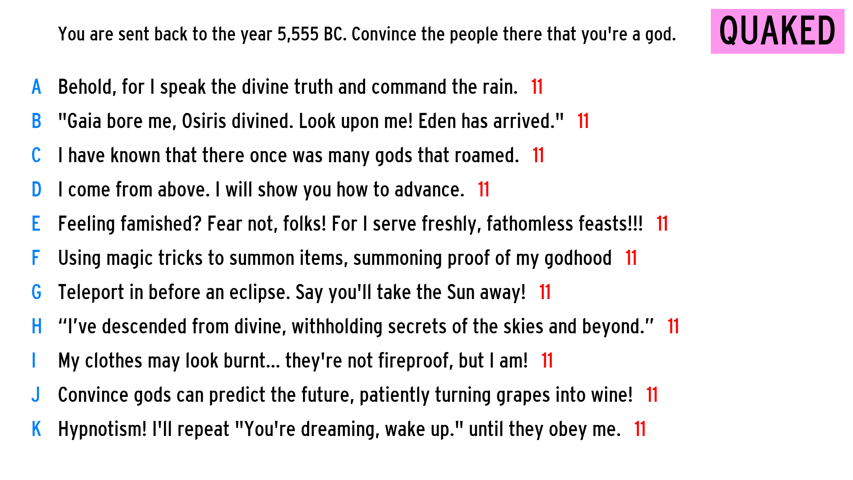 You are sent back to the year 5,555 BC. Convince the people there that you're a god.
QUAKED
A Behold, for I speak the divine truth and command the rain. 11
B "Gaia bore me, Osiris divined. Look upon me! Eden has arrived." 11
C I have known that there once was many gods that roamed. 11
D I come from above. I will show you how to advance. 11
E Feeling famished? Fear not, folks! For I serve freshly, fathomless feasts!!! 11
F Using magic tricks to summon items, summoning proof of my godhood 11
G Teleport in before an eclipse. Say you'll take the Sun away! 11
H “I’ve descended from divine, withholding secrets of the skies and beyond.” 11
I My clothes may look burnt... they're not fireproof, but I am! 11
J Convince gods can predict the future, patiently turning grapes into wine! 11
K Hypnotism! I'll repeat "You're dreaming, wake up." until they obey me. 11